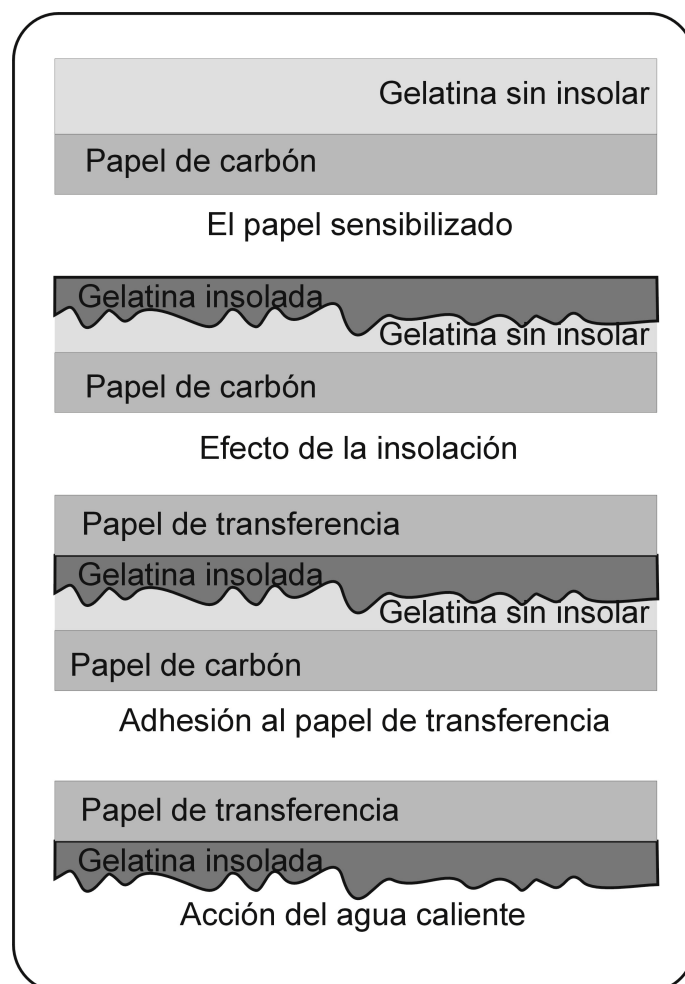 Gelatina sin insolar
Papel de carbón
El papel sensibilizado
Gelatina insolada
Gelatina sin insolar
Papel de carbón
Efecto de la insolación
Papel de transferencia
Gelatina insolada
Gelatina sin insolar
Papel de carbón
Adhesión al papel de transferencia
Papel de transferencia
Gelatina insolada
Acción del agua caliente